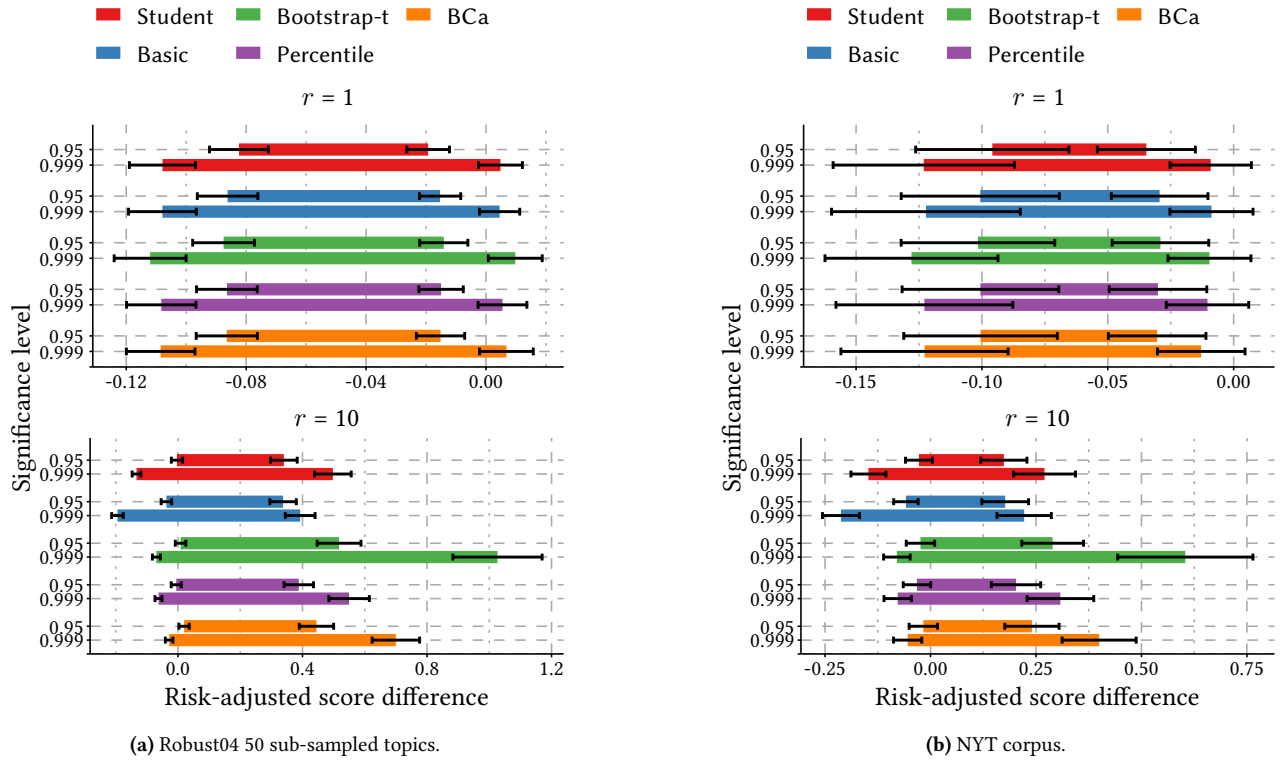 Student Bootstrap-t BCa
Basic Percentile
r = 1
0.95
0.999
0.95
0.999
0.95
0.999
0.95
0.999
0.95
0.999
-0.12 -0.08 -0.04 0.00
r = 10
0.95
0.999
0.95
0.999
0.95
0.999
0.95
0.999
0.95
0.999
0.0 0.4 0.8 1.2
Significance level
Risk-adjusted score difference
(a) Robust04 50 sub-sampled topics.
Student Bootstrap-t BCa
Basic Percentile
r = 1
0.95
0.999
0.95
0.999
0.95
0.999
0.95
0.999
0.95
0.999
-0.15 -0.10 -0.05 0.00
r = 10
0.95
0.999
0.95
0.999
0.95
0.999
0.95
0.999
0.95
0.999
-0.25 0.00 0.25 0.50 0.75
Significance level
Risk-adjusted score difference
(b) NYT corpus.